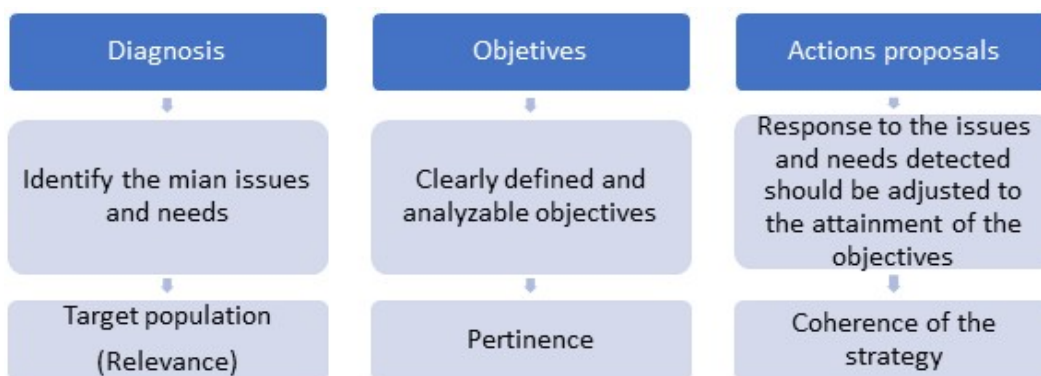 Diagnosis
Identify the mian issues
and needs
Target population
(Relevance)
Objetives
Clearly defined and
analyzable objectives
Pertinence
Actions proposals
Response to the issues
and needs detected
should be adjusted to
the attainment of the
objectives
Coherence of the
strategy